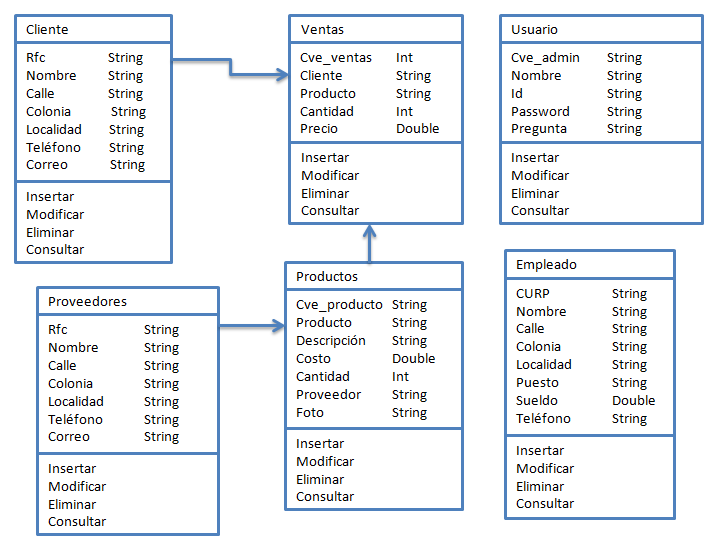 Cliente
Rfc String
Nombre String
Calle String
Colonia String
Localidad String
Teléfono String
Correo String
Insertar
Modificar
Eliminar
Consultar
Ventas
Cve_ventas Int
Cliente String
Producto String
Cantidad Int
Precio Double
Insertar
Modificar
Eliminar
Consultar
Usuario
Cve_admin String
Nombre String
Id String
Password String
Pregunta String
Insertar
Modificar
Eliminar
Consultar
Proveedores
Rfc String
Nombre String
Calle String
Colonia String
Localidad String
Teléfono String
Correo String
Insertar
Modificar
Eliminar
Consultar
Productos
Cve_producto String
Producto String
Descripción String
Costo Double
Cantidad Int
Proveedor String
Foto String
Insertar
Modificar
Eliminar
Consultar
Empleado
CURP String
Nombre String
Calle String
Colonia String
Localidad String
Puesto String
Sueldo Double
Teléfono String
Insertar
Modificar
Eliminar
Consultar